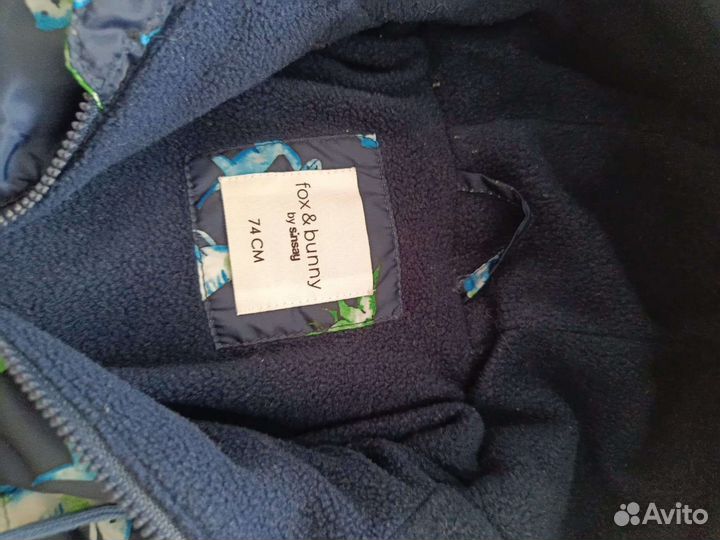 fox & bunny
by sinsay
74 CM
Avito